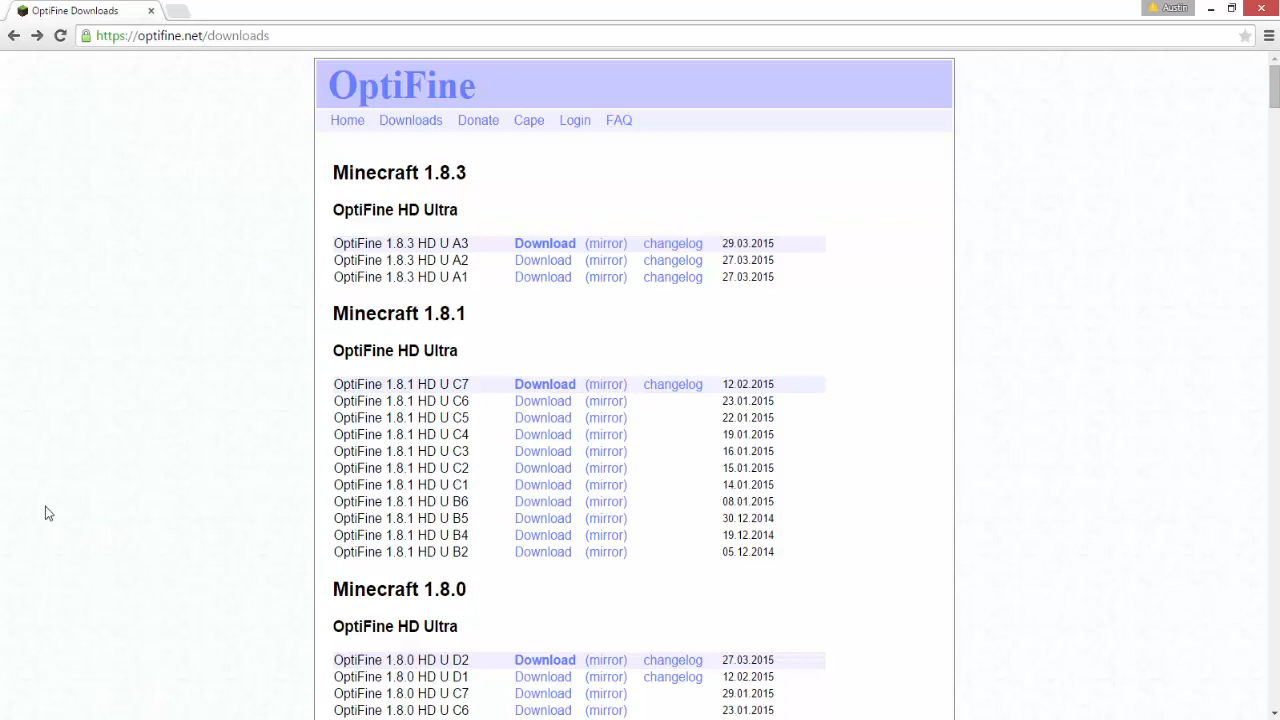 OptiFine Downloads
Austin
https://optifine.net/downloads
OptiFine
Home Downloads Donate Cape Login FAQ
Minecraft 1.8.3
OptiFine HD Ultra
OptiFine 1.8.3 HD U A3 Download (mirror) changelog 29.03.2015
OptiFine 1.8.3 HD U A2 Download (mirror) changelog 27.03.2015
OptiFine 1.8.3 HD U A1 Download (mirror) changelog 27.03.2015
Minecraft 1.8.1
OptiFine HD Ultra
OptiFine 1.8.1 HD U C7 Download (mirror) changelog 12.02.2015
OptiFine 1.8.1 HD U C6 Download (mirror) 23.01.2015
OptiFine 1.8.1 HD U C5 Download (mirror) 22.01.2015
OptiFine 1.8.1 HD U C4 Download (mirror) 19.01.2015
OptiFine 1.8.1 HD U C3 Download (mirror) 16.01.2015
OptiFine 1.8.1 HD U C2 Download (mirror) 15.01.2015
OptiFine 1.8.1 HD U C1 Download (mirror) 14.01.2015
OptiFine 1.8.1 HD U B6 Download (mirror) 08.01.2015
OptiFine 1.8.1 HD U B5 Download (mirror) 30.12.2014
OptiFine 1.8.1 HD U B4 Download (mirror) 19.12.2014
OptiFine 1.8.1 HD U B2 Download (mirror) 05.12.2014
Minecraft 1.8.0
OptiFine HD Ultra
OptiFine 1.8.0 HD U D2 Download (mirror) changelog 27.03.2015
OptiFine 1.8.0 HD U D1 Download (mirror) changelog 12.02.2015
OptiFine 1.8.0 HD U C7 Download (mirror) 29.01.2015
OptiFine 1.8.0 HD U C6 Download (mirror) 23.01.2015